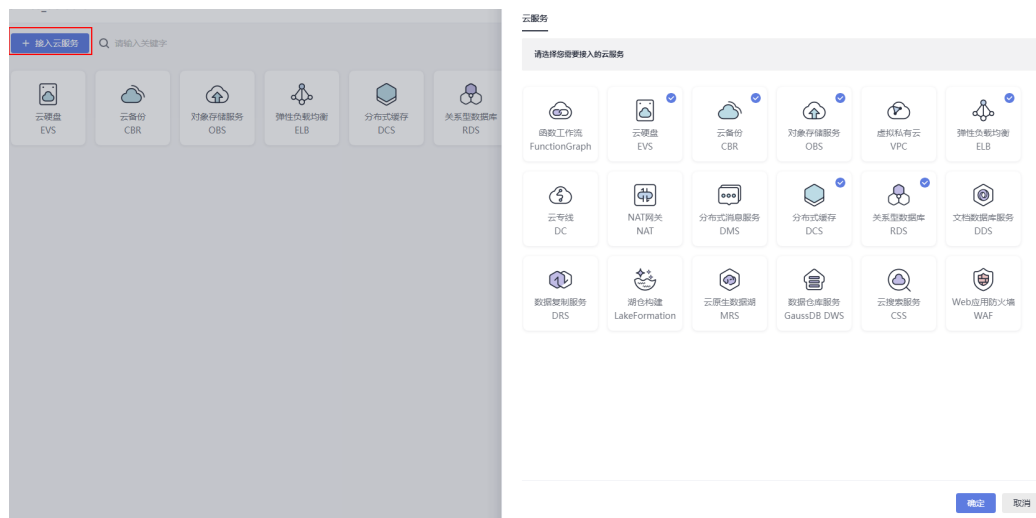 + 接入云服务
请输入关键字
云硬盘
EVS
云备份
CBR
对象存储服务
OBS
弹性负载均衡
ELB
分布式缓存
DCS
关系型数据库
RDS
云服务
请选择您需要接入的云服务
函数工作流
FunctionGraph
云硬盘
EVS
云备份
CBR
对象存储服务
OBS
虚拟私有云
VPC
弹性负载均衡
ELB
云专线
DC
NAT网关
NAT
分布式消息服务
DMS
分布式缓存
DCS
关系型数据库
RDS
文档数据库服务
DDS
数据复制服务
DRS
湖仓构建
LakeFormation
云原生数据湖
MRS
数据仓库服务
GaussDB DWS
云搜索服务
CSS
Web应用防火墙
WAF
确定
取消